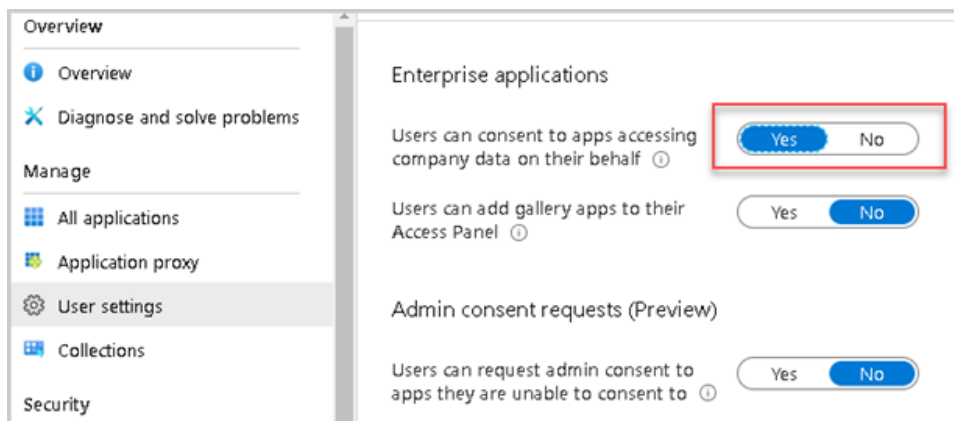 Overview
Overview
Diagnose and solve problems
Manage
All applications
Application proxy
User settings
Collections
Security
Enterprise applications
Users can consent to apps accessing
company data on their behalf
Yes No
Users can add gallery apps to their
Access Panel
Yes No
Admin consent requests (Preview)
Users can request admin consent to
apps they are unable to consent to
Yes No